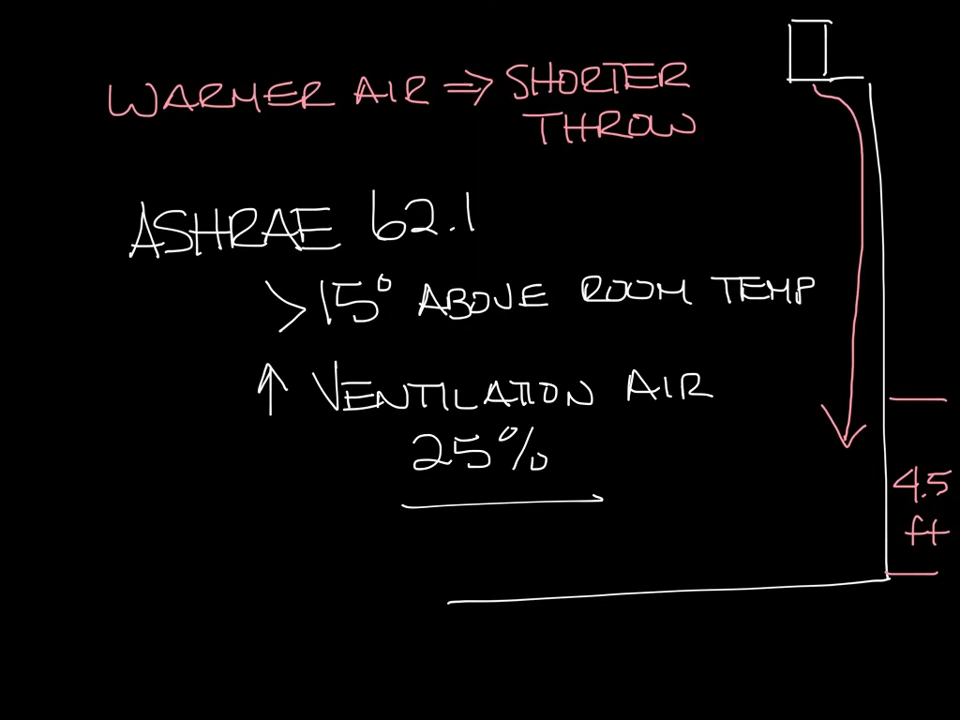 WARMER AIR ⇒ SHORTER
THROW
ASHRAE 62.1
>15° ABOVE ROOM TEMP
↑ VENTILATION AIR
25%
4.5
ft